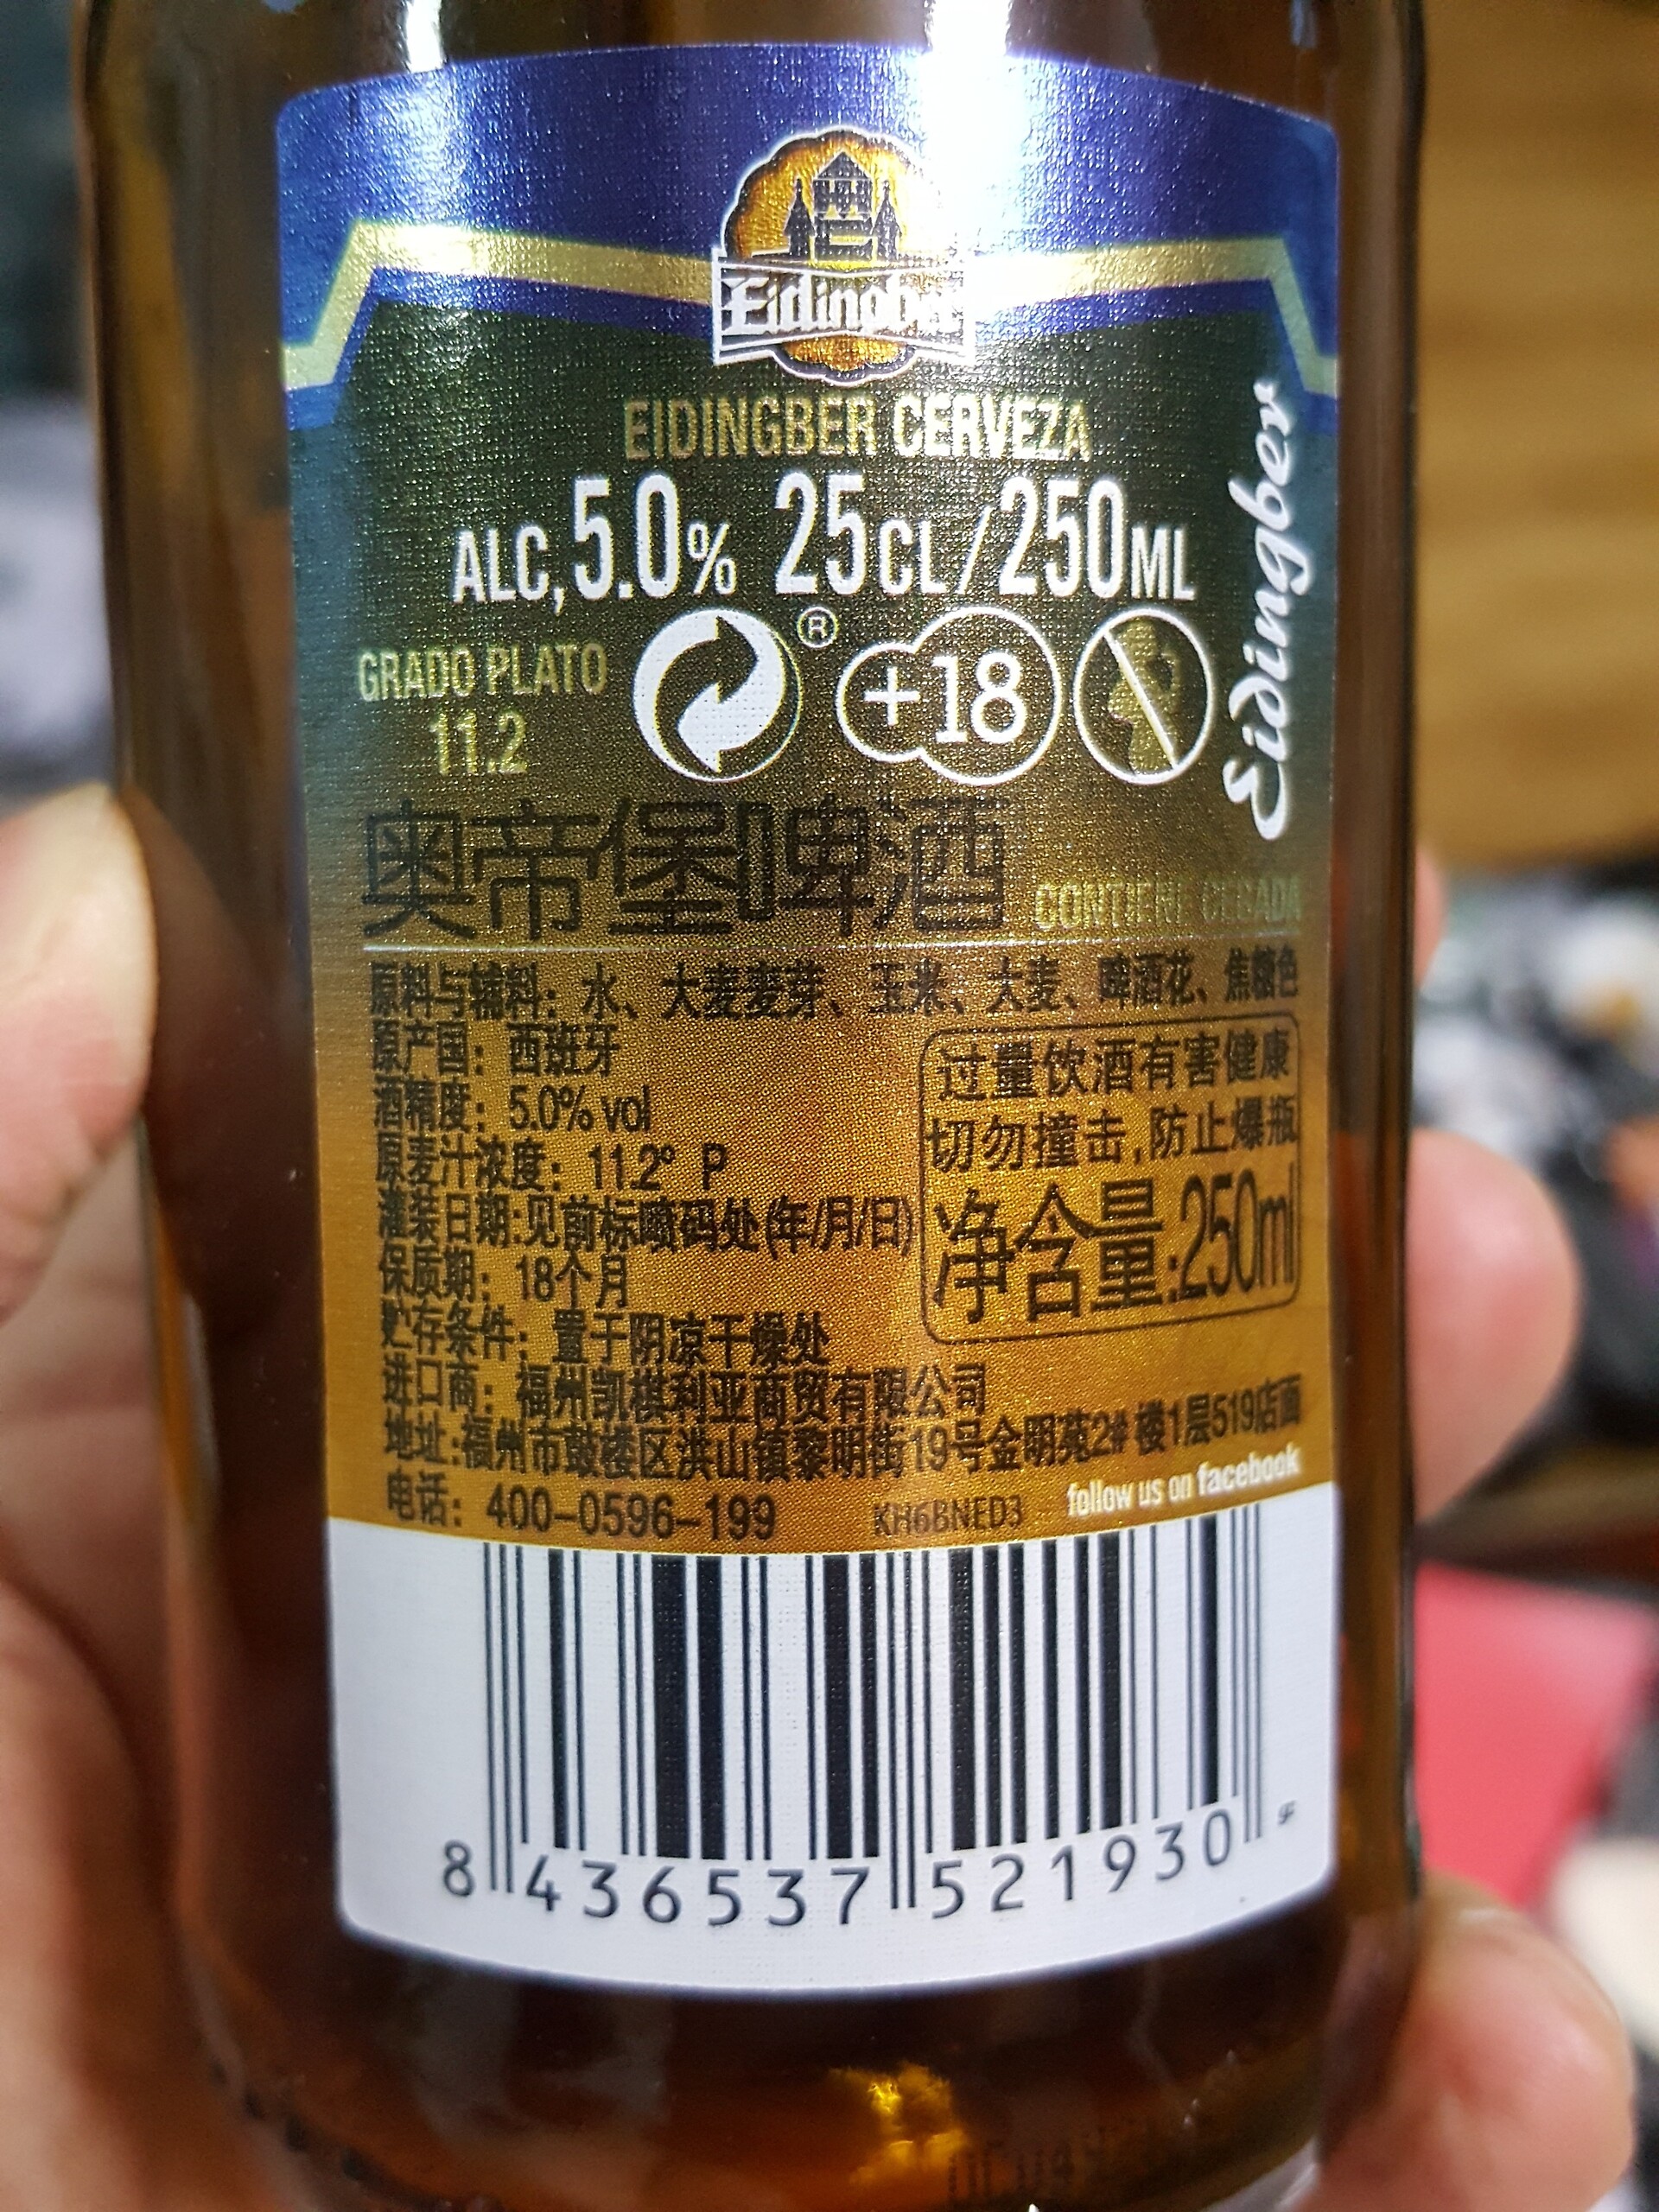 Eidingber
EIDINGBER CERVEZA
ALC, 5.0% 25CL/250ML
GRADO PLATO
11.2
®
+18
Eidingber
奥帝堡啤酒
CONTIENE CEBADA
原料与辅料：水、大麦麦芽、玉米、大麦、啤酒花、焦糖色
原产国：西班牙
酒精度：5.0% vol
原麦汁浓度：11.2° P
灌装日期:见前标喷码处(年/月/日)
保质期：18个月
贮存条件：置于阴凉干燥处
过量饮酒有害健康
切勿撞击,防止爆瓶
净含量:250ml
进口商：福州凯祺利亚商贸有限公司
地址:福州市鼓楼区洪山镇黎明街19号金明苑2#楼1层519店面
电话：400-0596-199
KH6BNED3
follow us on facebook
8 436537 521930